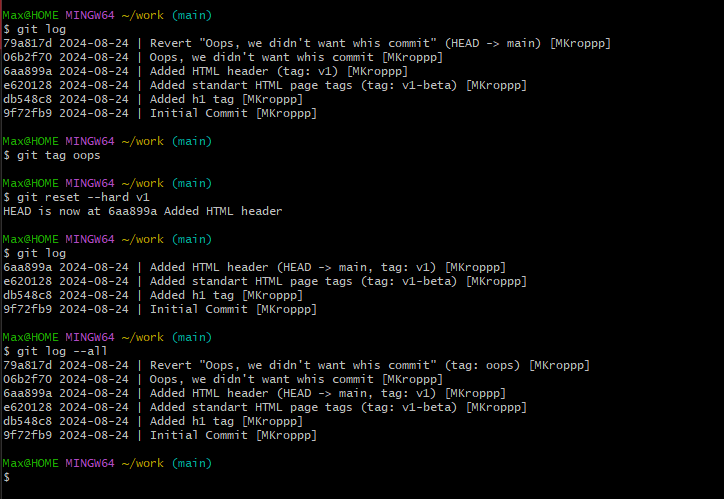 Max@HOME MINGW64 ~/work (main)
$ git log
79a817d 2024-08-24 | Revert "Oops, we didn't want whis commit" (HEAD -> main) [MKroppp]
06b2f70 2024-08-24 | Oops, we didn't want whis commit [MKroppp]
6aa899a 2024-08-24 | Added HTML header (tag: v1) [MKroppp]
e620128 2024-08-24 | Added standart HTML page tags (tag: v1-beta) [MKroppp]
db548c8 2024-08-24 | Added h1 tag [MKroppp]
9f72fb9 2024-08-24 | Initial Commit [MKroppp]
Max@HOME MINGW64 ~/work (main)
$ git tag oops
Max@HOME MINGW64 ~/work (main)
$ git reset --hard v1
HEAD is now at 6aa899a Added HTML header
Max@HOME MINGW64 ~/work (main)
$ git log
6aa899a 2024-08-24 | Added HTML header (HEAD -> main, tag: v1) [MKroppp]
e620128 2024-08-24 | Added standart HTML page tags (tag: v1-beta) [MKroppp]
db548c8 2024-08-24 | Added h1 tag [MKroppp]
9f72fb9 2024-08-24 | Initial Commit [MKroppp]
Max@HOME MINGW64 ~/work (main)
$ git log --all
79a817d 2024-08-24 | Revert "Oops, we didn't want whis commit" (tag: oops) [MKroppp]
06b2f70 2024-08-24 | Oops, we didn't want whis commit [MKroppp]
6aa899a 2024-08-24 | Added HTML header (HEAD -> main, tag: v1) [MKroppp]
e620128 2024-08-24 | Added standart HTML page tags (tag: v1-beta) [MKroppp]
db548c8 2024-08-24 | Added h1 tag [MKroppp]
9f72fb9 2024-08-24 | Initial Commit [MKroppp]
Max@HOME MINGW64 ~/work (main)
$